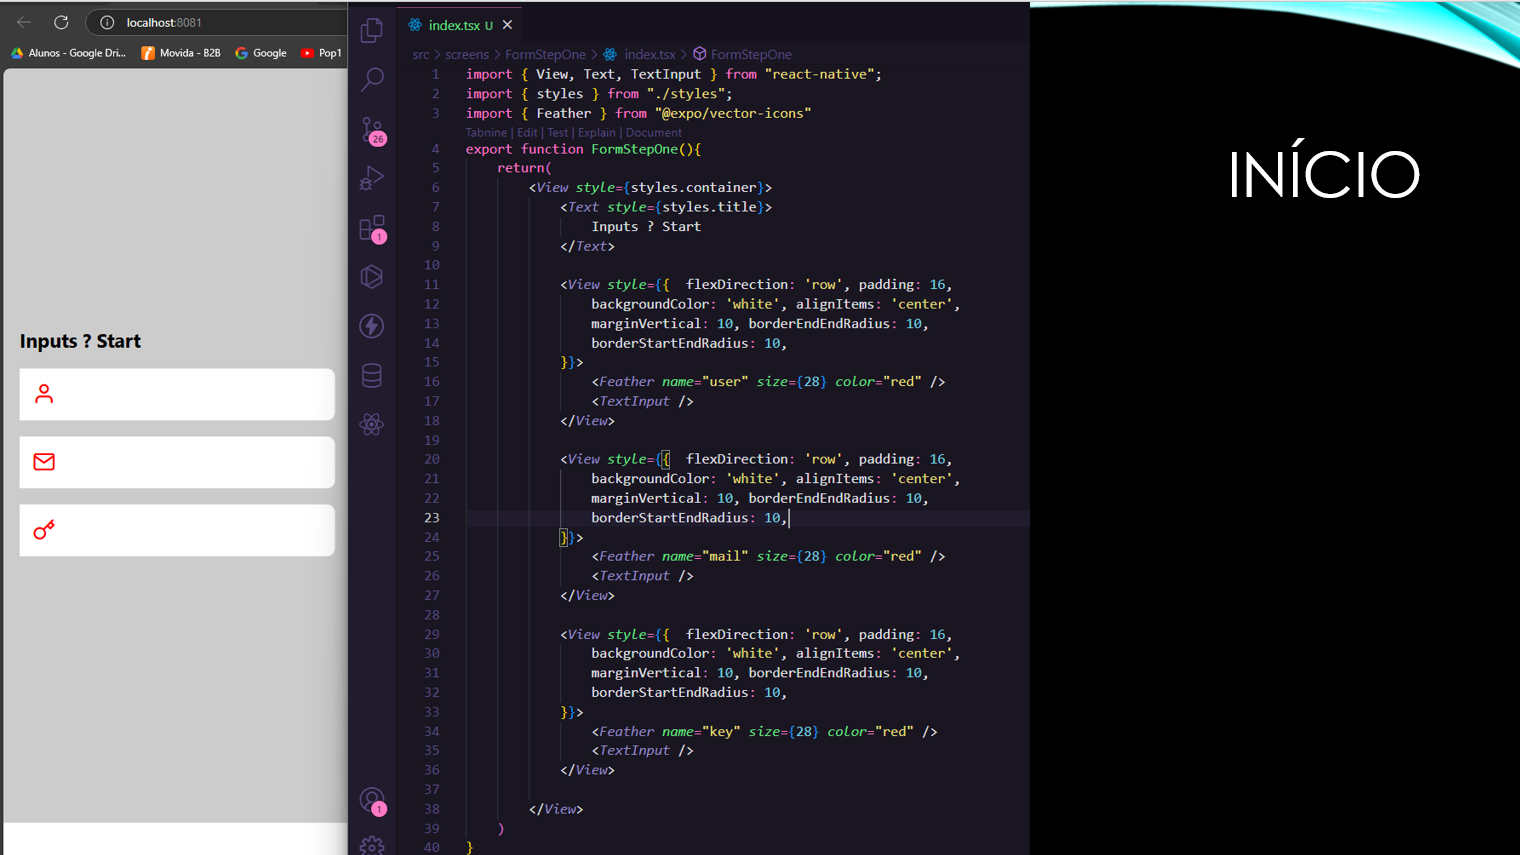 localhost:8081
Alunos - Google Dri... Movida - B2B Google Pop1
Inputs ? Start
26
1
1
index.tsx U
src > screens > FormStepOne > index.tsx > FormStepOne
1 import { View, Text, TextInput } from "react-native";
2 import { styles } from "./styles";
3 import { Feather } from "@expo/vector-icons"
Tabnine | Edit | Test | Explain | Document
4 export function FormStepOne(){
5 return(
6 <View style={styles.container}>
7 <Text style={styles.title}>
8 Inputs ? Start
9 </Text>
10
11 <View style={{ flexDirection: 'row', padding: 16,
12 backgroundColor: 'white', alignItems: 'center',
13 marginVertical: 10, borderEndEndRadius: 10,
14 borderStartEndRadius: 10,
15 }}>
16 <Feather name="user" size={28} color="red" />
17 <TextInput />
18 </View>
19
20 <View style={{ flexDirection: 'row', padding: 16,
21 backgroundColor: 'white', alignItems: 'center',
22 marginVertical: 10, borderEndEndRadius: 10,
23 borderStartEndRadius: 10,
24 }}>
25 <Feather name="mail" size={28} color="red" />
26 <TextInput />
27 </View>
28
29 <View style={{ flexDirection: 'row', padding: 16,
30 backgroundColor: 'white', alignItems: 'center',
31 marginVertical: 10, borderEndEndRadius: 10,
32 borderStartEndRadius: 10,
33 }}>
34 <Feather name="key" size={28} color="red" />
35 <TextInput />
36 </View>
37
38 </View>
39 )
40 }
INÍCIO